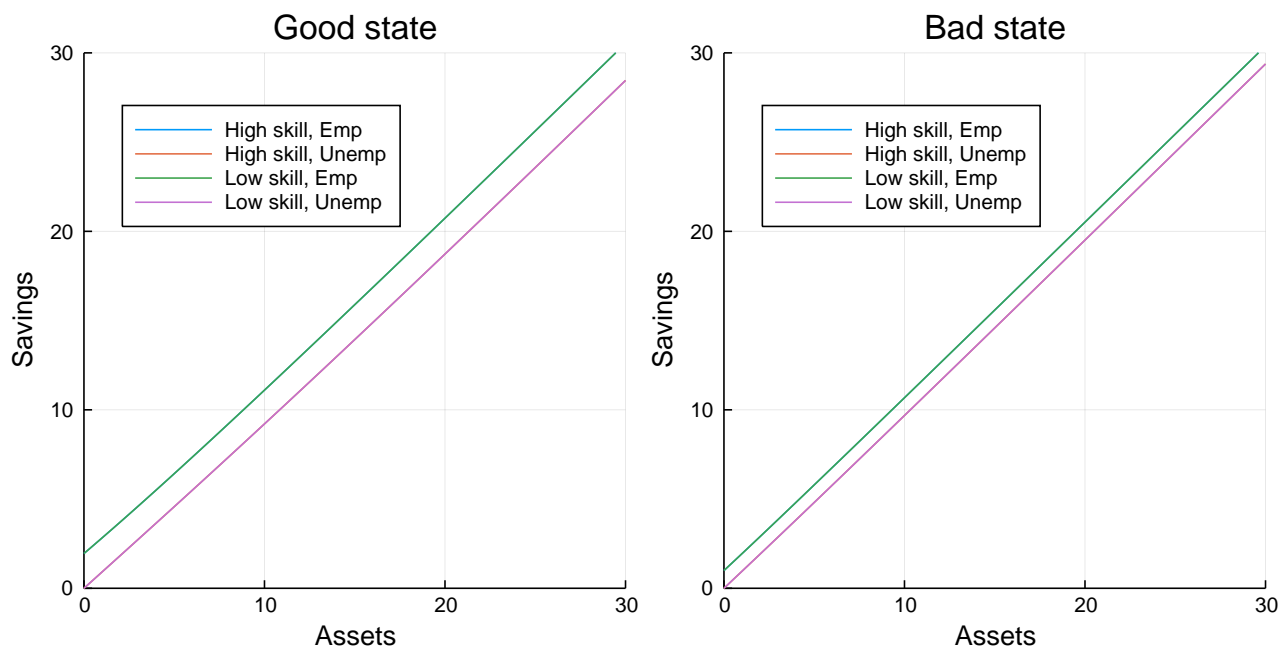 Good state
30
20
10
0
Savings
High skill, Emp
High skill, Unemp
Low skill, Emp
Low skill, Unemp
0
10
20
30
Assets
Bad state
30
20
10
0
Savings
High skill, Emp
High skill, Unemp
Low skill, Emp
Low skill, Unemp
0
10
20
30
Assets